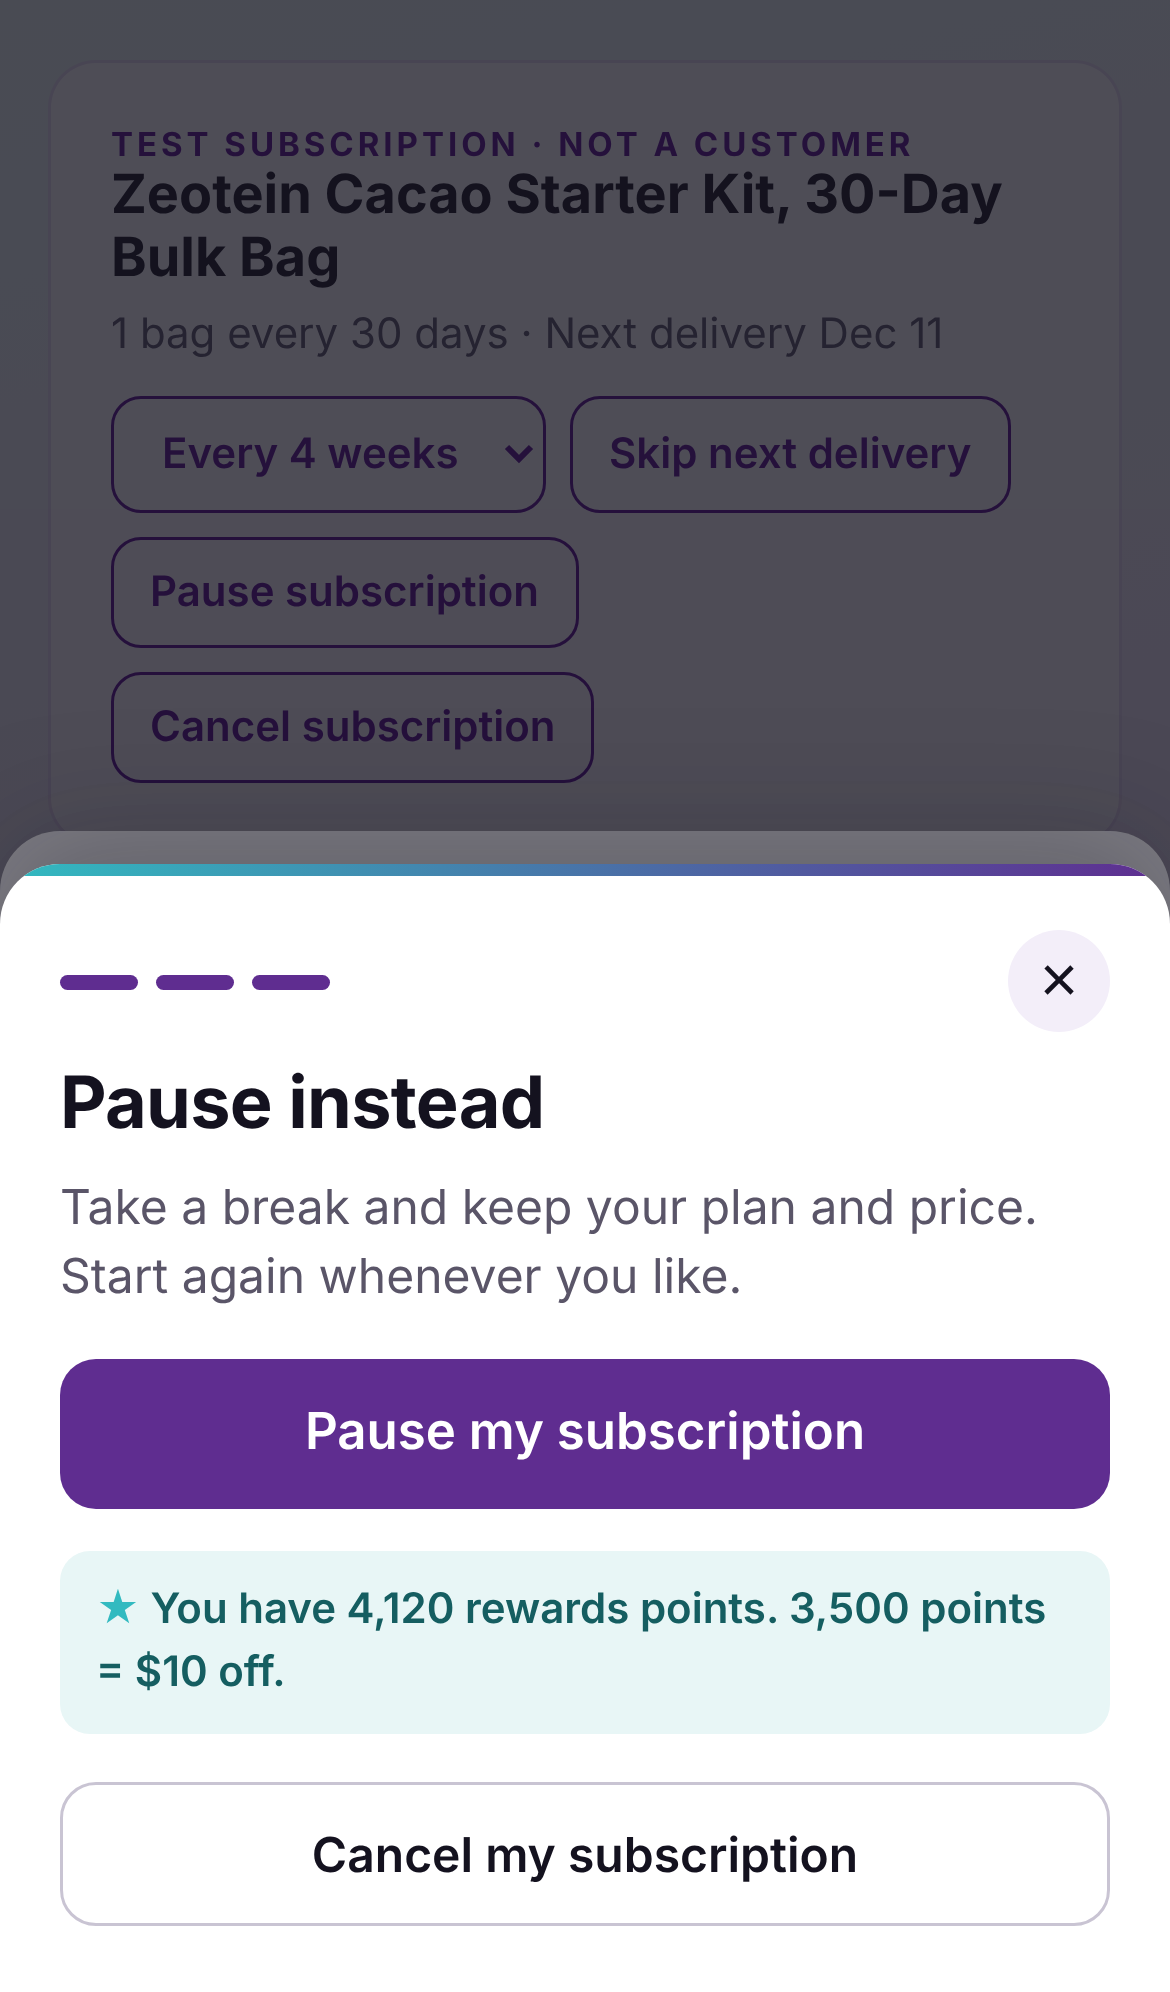 TEST SUBSCRIPTION · NOT A CUSTOMER
Zeotein Cacao Starter Kit, 30-Day
Bulk Bag
1 bag every 30 days · Next delivery Dec 11
Every 4 weeks
Skip next delivery
Pause subscription
Cancel subscription
Pause instead
Take a break and keep your plan and price.
Start again whenever you like.
Pause my subscription
★ You have 4,120 rewards points. 3,500 points
= $10 off.
Cancel my subscription